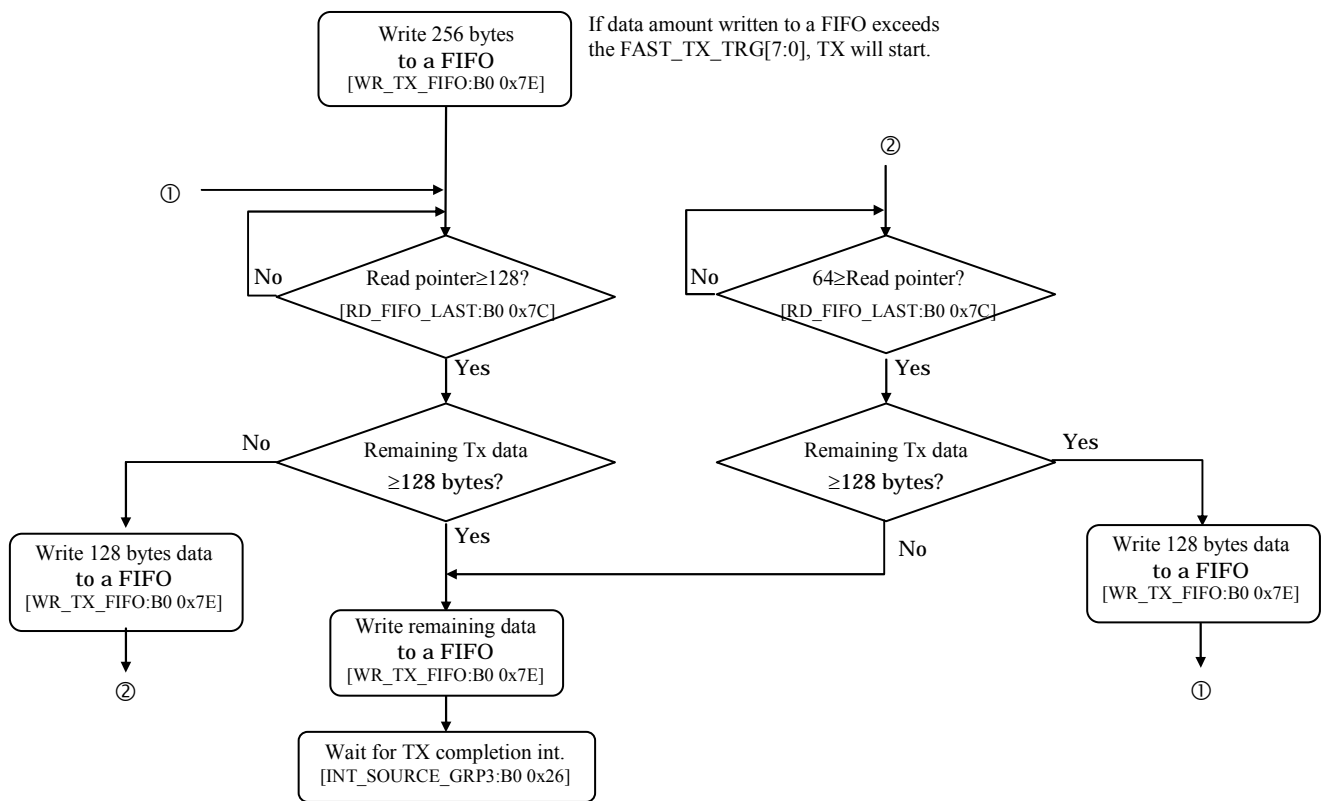 Write 256 bytes
to a FIFO
[WR_TX_FIFO:B0 0x7E]
If data amount written to a FIFO exceeds
the FAST_TX_TRG[7:0], TX will start.
①
No
Read pointer≥128?
[RD_FIFO_LAST:B0 0x7C]
Yes
No
Remaining Tx data
≥128 bytes?
Yes
Write 128 bytes data
to a FIFO
[WR_TX_FIFO:B0 0x7E]
②
Write remaining data
to a FIFO
[WR_TX_FIFO:B0 0x7E]
Wait for TX completion int.
[INT_SOURCE_GRP3:B0 0x26]
②
No
64≥Read pointer?
[RD_FIFO_LAST:B0 0x7C]
Yes
Remaining Tx data
≥128 bytes?
Yes
No
Write 128 bytes data
to a FIFO
[WR_TX_FIFO:B0 0x7E]
①